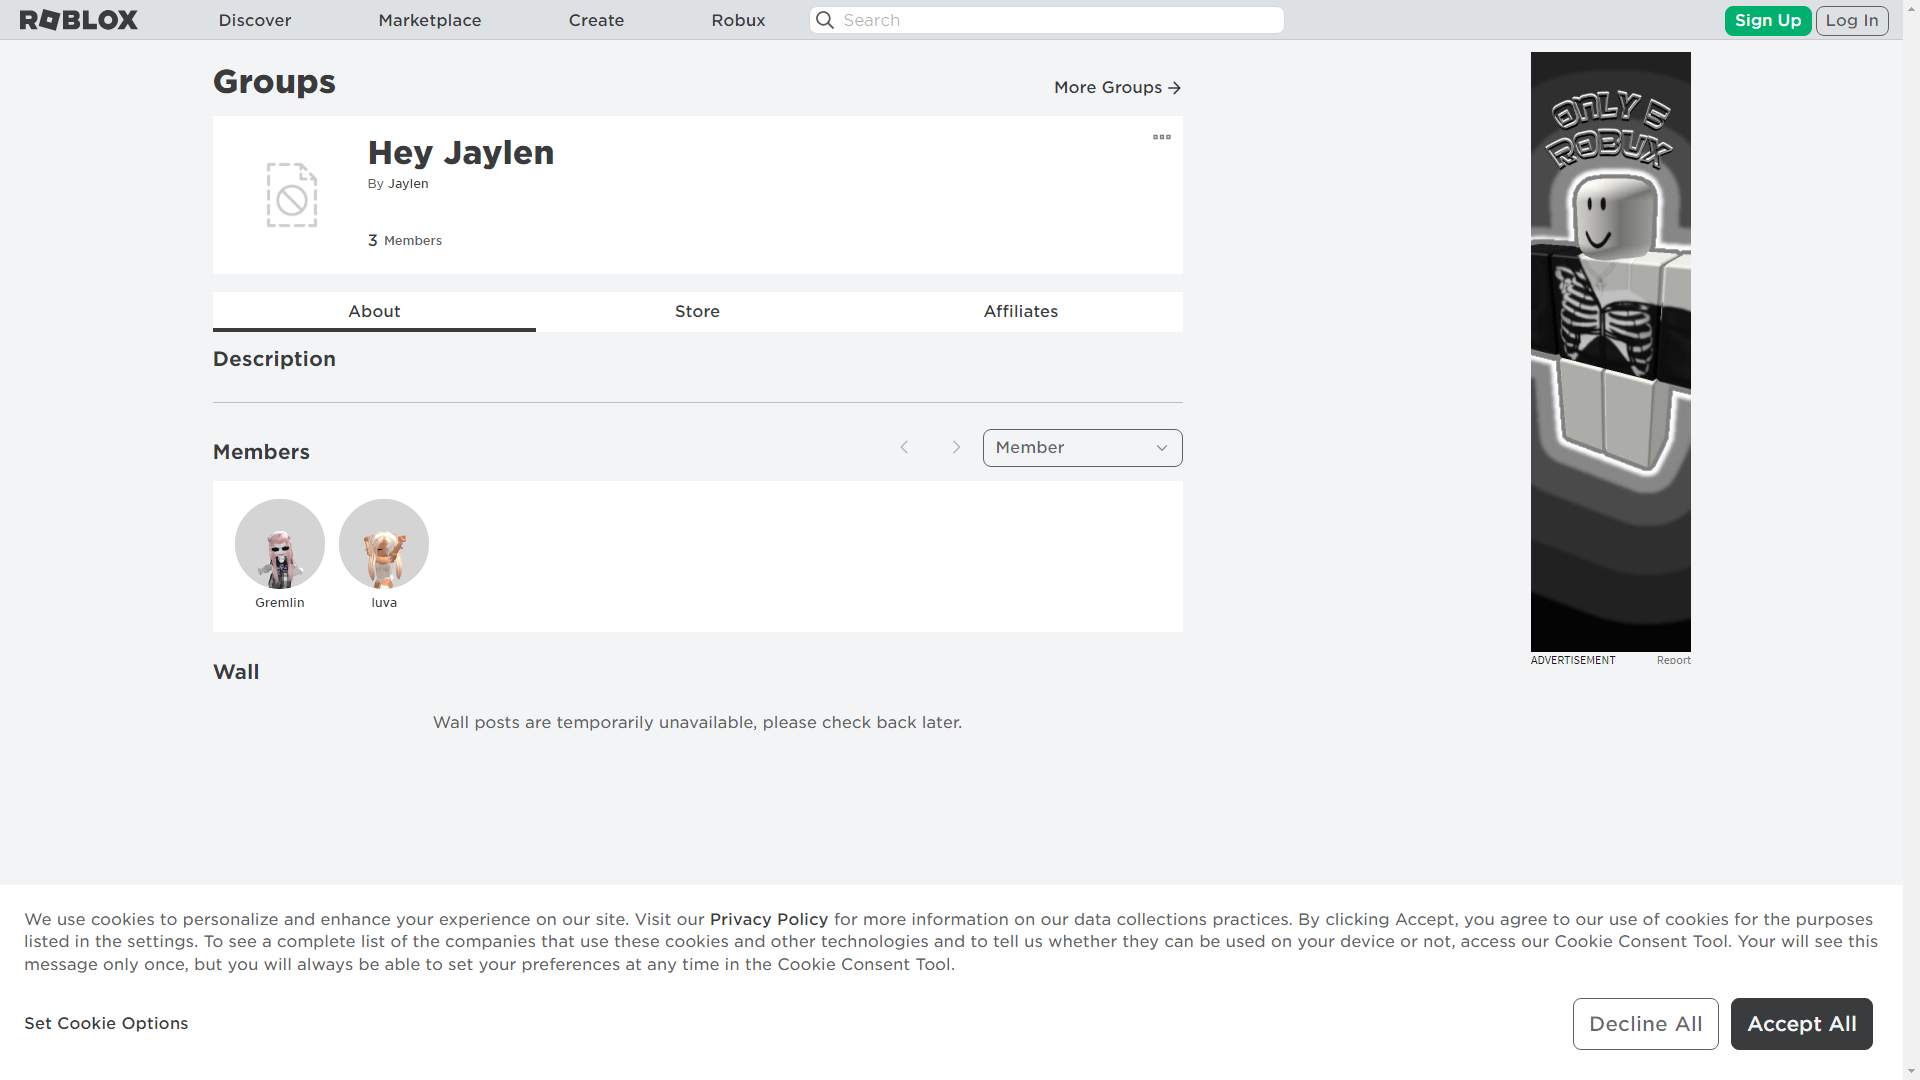 ROBLOX
Discover
Marketplace
Create
Robux
Search
Sign Up
Log In
Groups
More Groups
Hey Jaylen
By Jaylen
3 Members
About
Store
Affiliates
Description
Members
Member
Gremlin
Wall
Wall posts are temporarily unavailable, please check back later.
ONLY 5
ROBUX
ADVERTISEMENT
Report
We use cookies to personalize and enhance your experience on our site. Visit our Privacy Policy for more information on our data collections practices. By clicking Accept, you agree to our use of cookies for the purposes
listed in the settings. To see a complete list of the companies that use these cookies and other technologies and to tell us whether they can be used on your device or not, access our Cookie Consent Tool. Your will see this
message only once, but you will always be able to set your preferences at any time in the Cookie Consent Tool.
Set Cookie Options
Decline All
Accept All